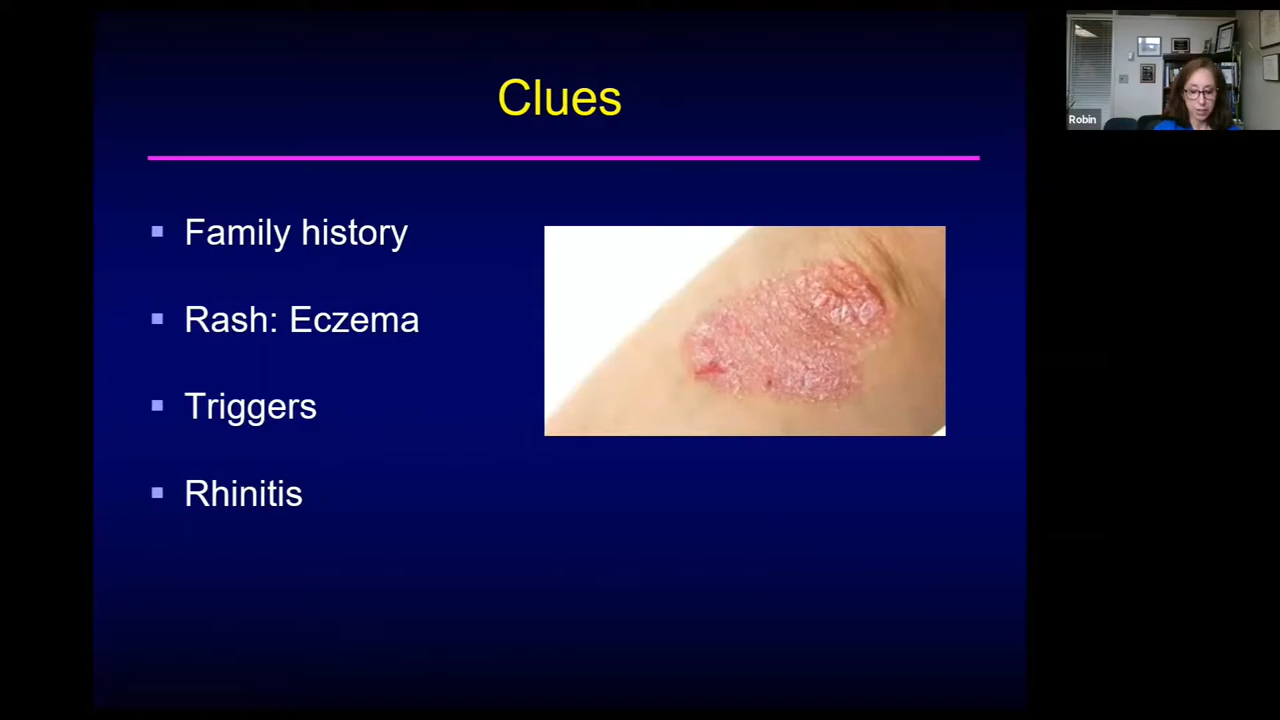 Clues
Family history
Rash: Eczema
Triggers
Rhinitis
Robin